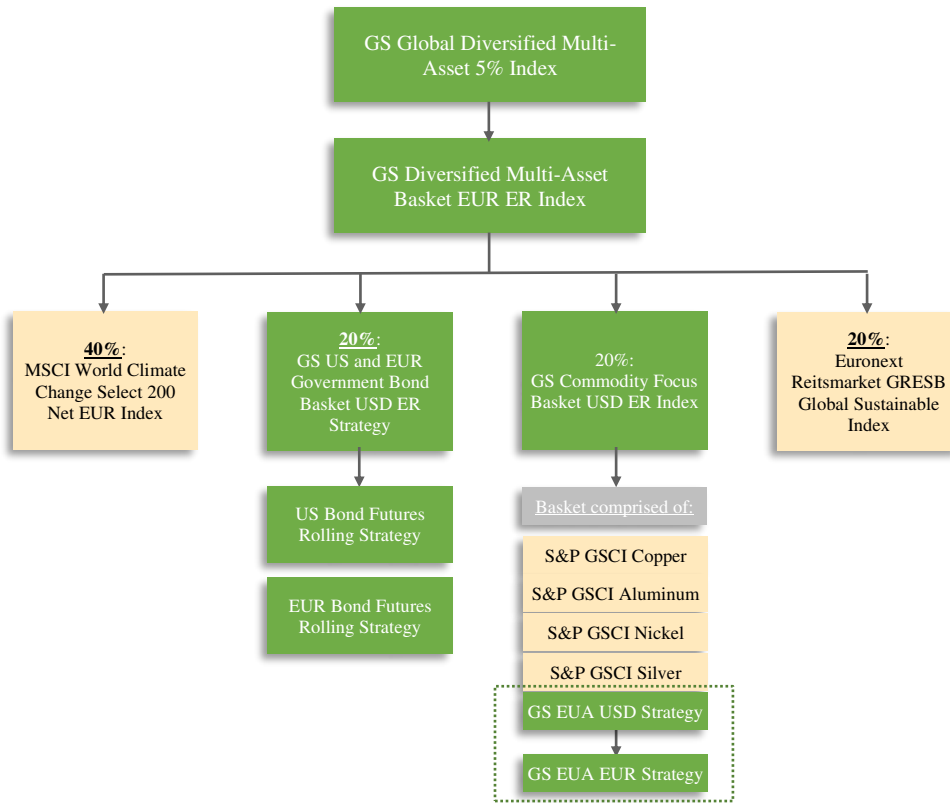 GS Global Diversified Multi-
Asset 5% Index
GS Diversified Multi-Asset
Basket EUR ER Index
40%:
MSCI World Climate
Change Select 200
Net EUR Index
20%:
GS US and EUR
Government Bond
Basket USD ER
Strategy
20%:
GS Commodity Focus
Basket USD ER Index
20%:
Euronext
Reitsmarket GRESB
Global Sustainable
Index
US Bond Futures
Rolling Strategy
EUR Bond Futures
Rolling Strategy
Basket comprised of:
S&P GSCI Copper
S&P GSCI Aluminum
S&P GSCI Nickel
S&P GSCI Silver
GS EUA USD Strategy
GS EUA EUR Strategy